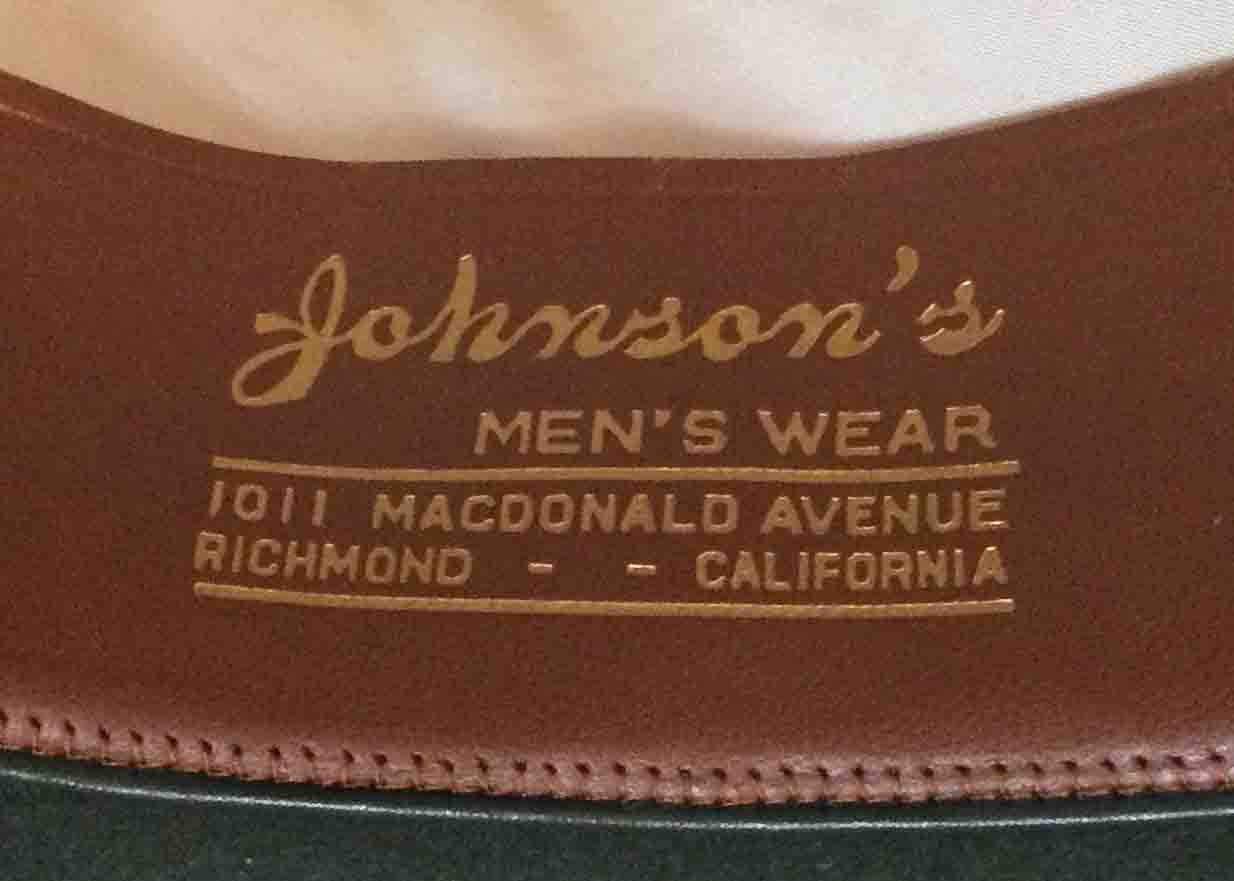 Johnson's
MEN'S WEAR
1011 MACDONALD AVENUE
RICHMOND - - CALIFORNIA